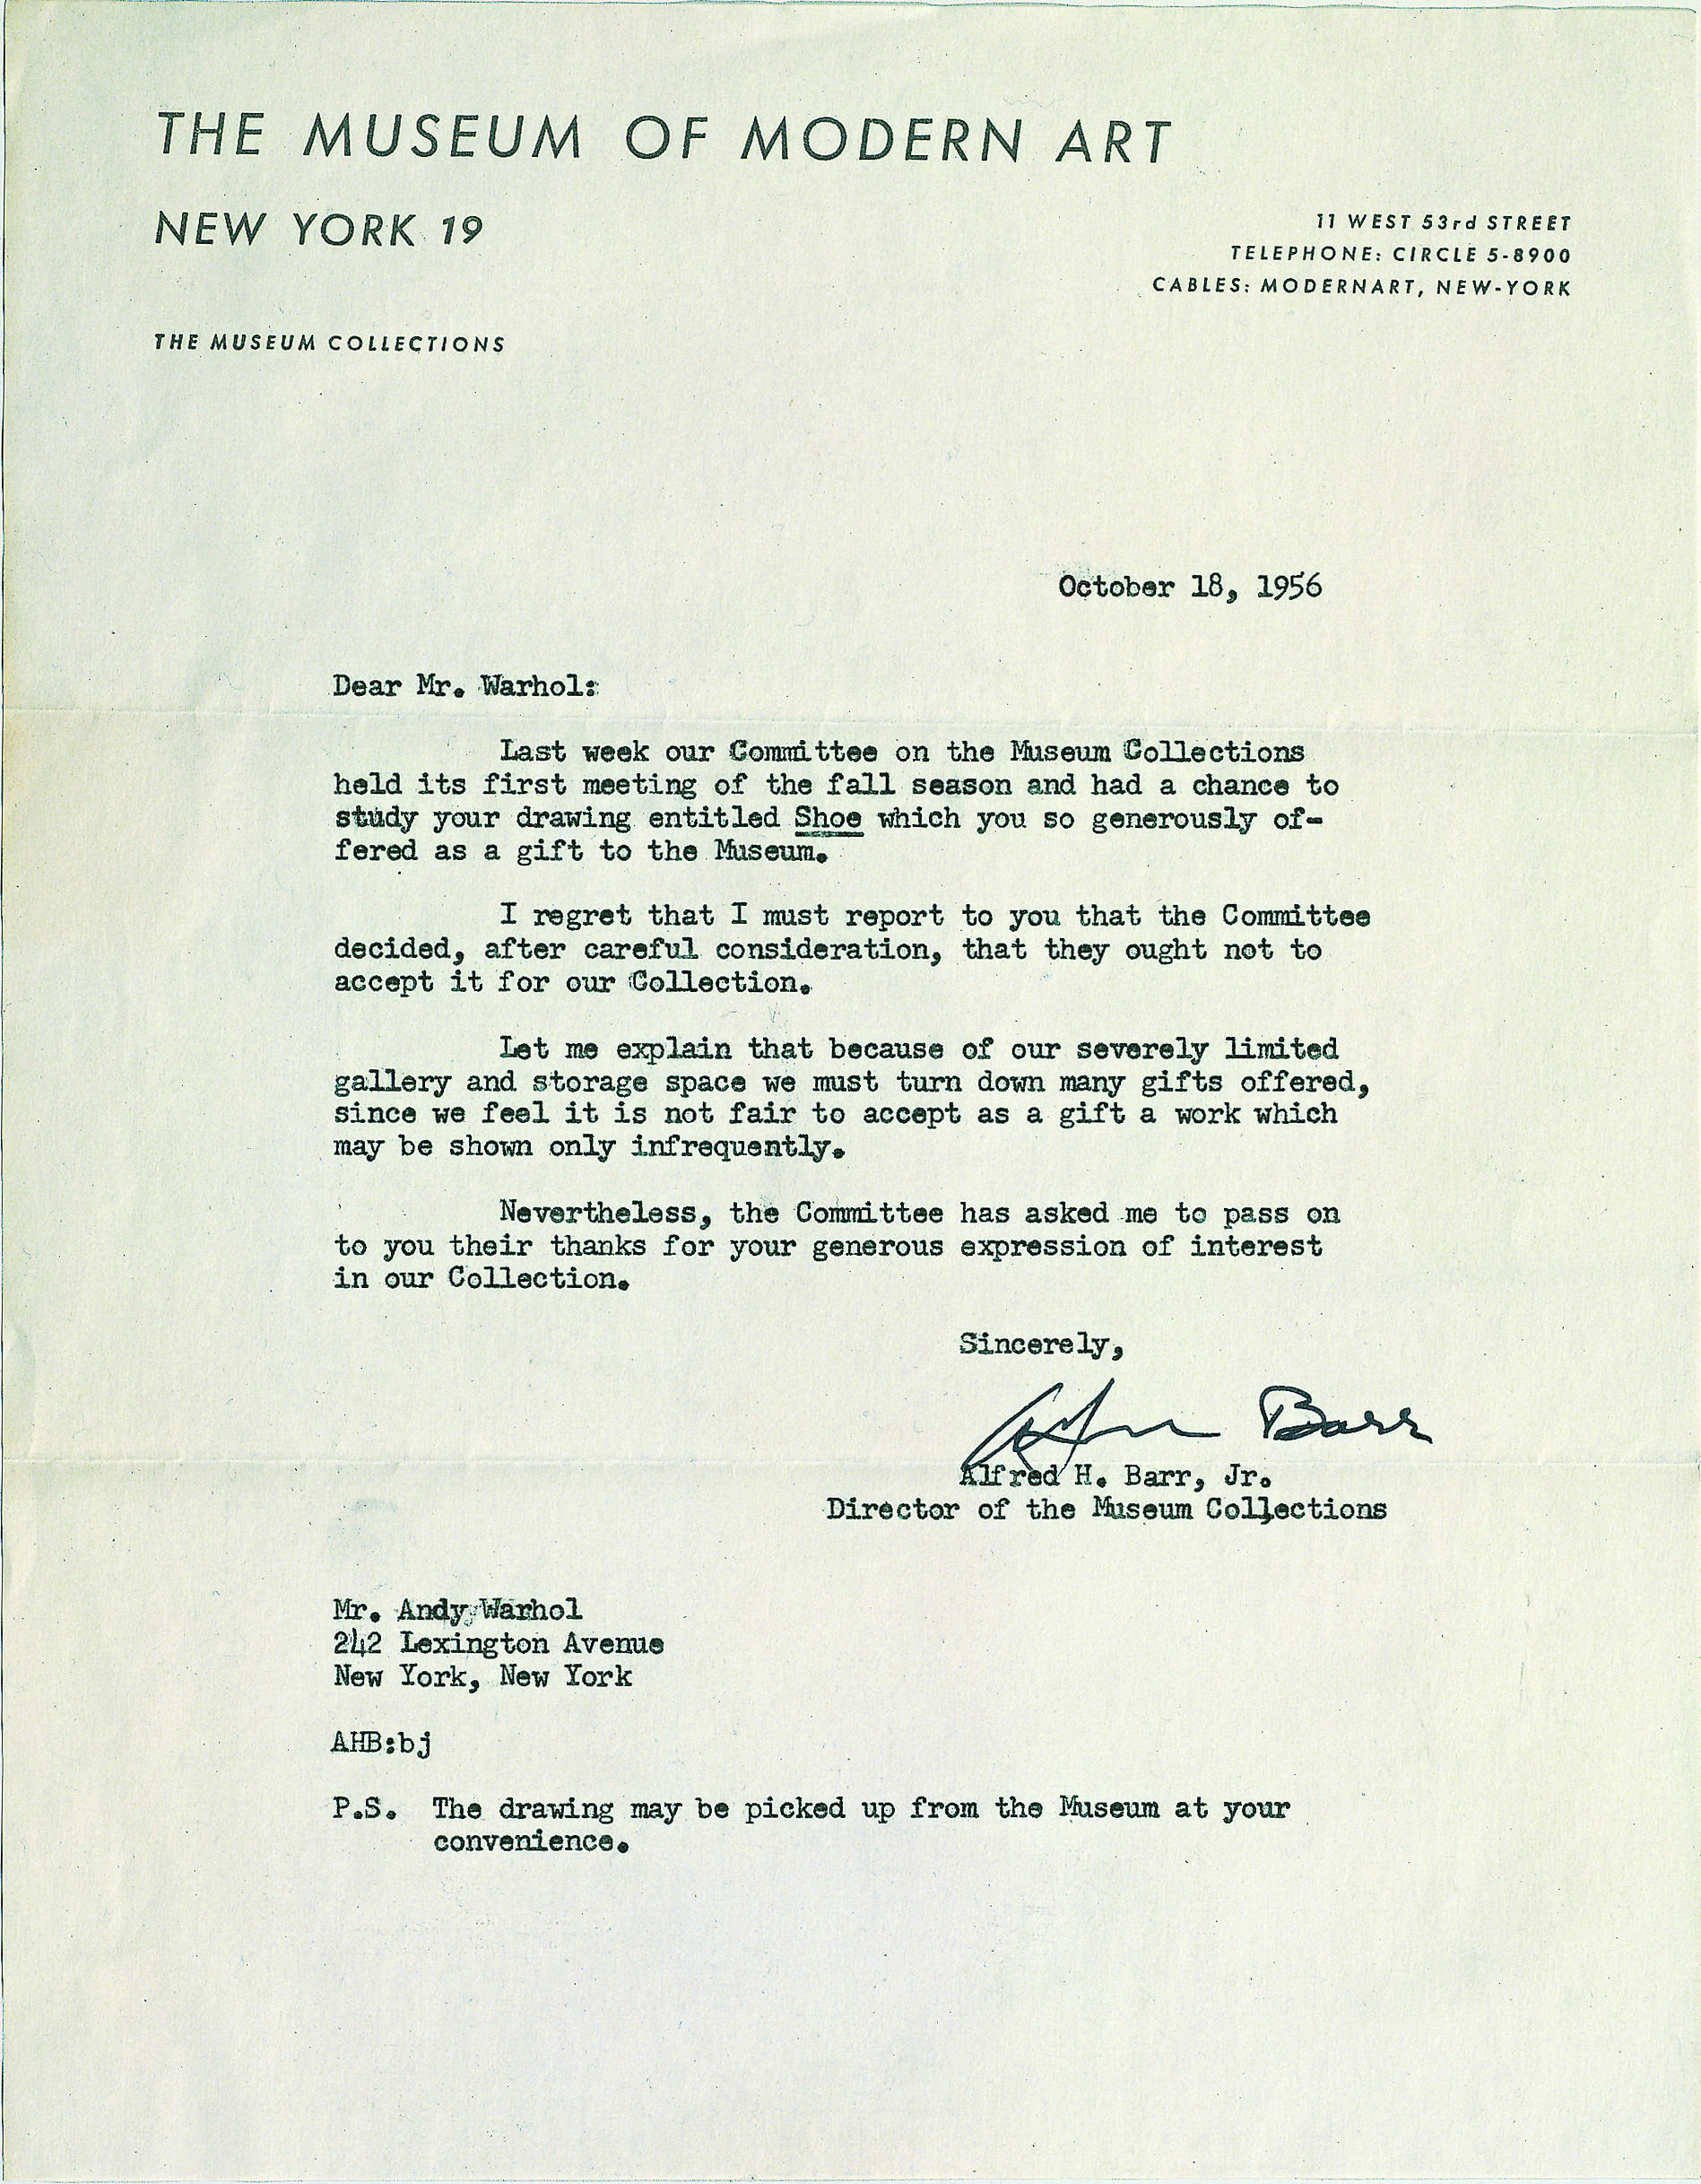 THE MUSEUM OF MODERN ART
NEW YORK 19
11 WEST 53rd STREET
TELEPHONE: CIRCLE 5-8900
CABLES: MODERNART, NEW-YORK
THE MUSEUM COLLECTIONS
October 18, 1956
Dear Mr. Warhol:
Last week our Committee on the Museum Collections
held its first meeting of the fall season and had a chance to
study your drawing entitled Shoe which you so generously of-
fered as a gift to the Museum.
I regret that I must report to you that the Committee
decided, after careful consideration, that they ought not to
accept it for our Collection.
Let me explain that because of our severely limited
gallery and storage space we must turn down many gifts offered,
since we feel it is not fair to accept as a gift a work which
may be shown only infrequently.
Nevertheless, the Committee has asked me to pass on
to you their thanks for your generous expression of interest
in our Collection.
Sincerely,
Barr
Alfred H. Barr, Jr.
Director of the Museum Collections
Mr. Andy Warhol
242 Lexington Avenue
New York, New York
AHB:bj
P.S. The drawing may be picked up from the Museum at your
convenience.